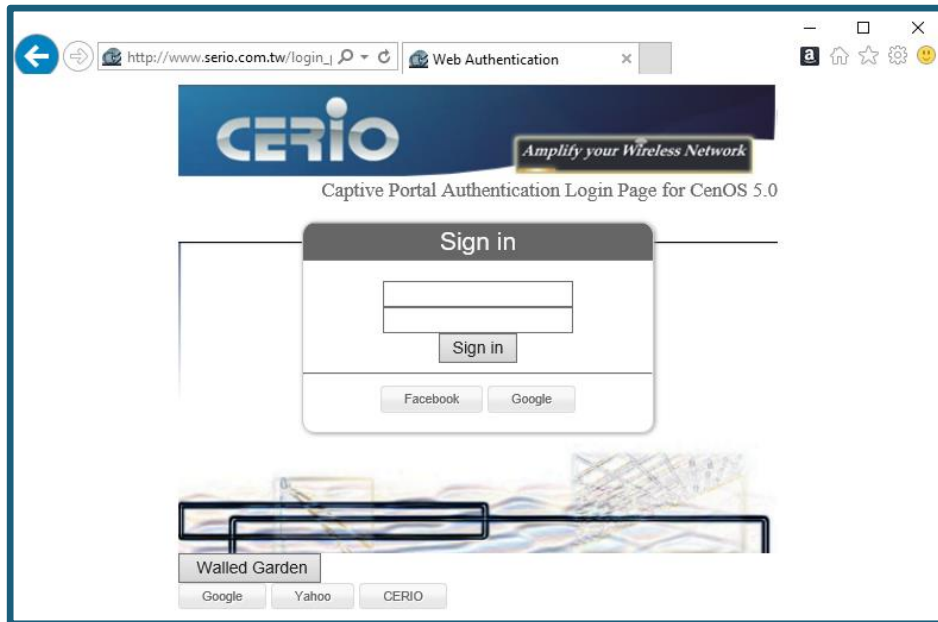 http://www.serio.com.tw/login_
Web Authentication
CERIO
Amplify your Wireless Network
Captive Portal Authentication Login Page for CenOS 5.0
Sign in
Sign in
Facebook Google
Walled Garden
Google Yahoo CERIO